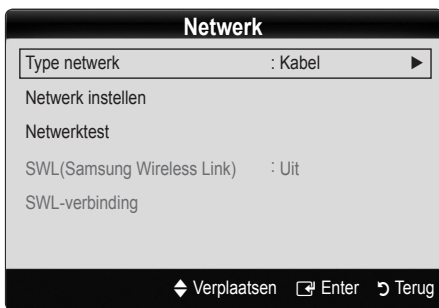 Netwerk
Type netwerk : Kabel ►
Netwerk instellen
Netwerktest
SWL(Samsung Wireless Link) : Uit
SWL-verbinding
Verplaatsen Enter Terug